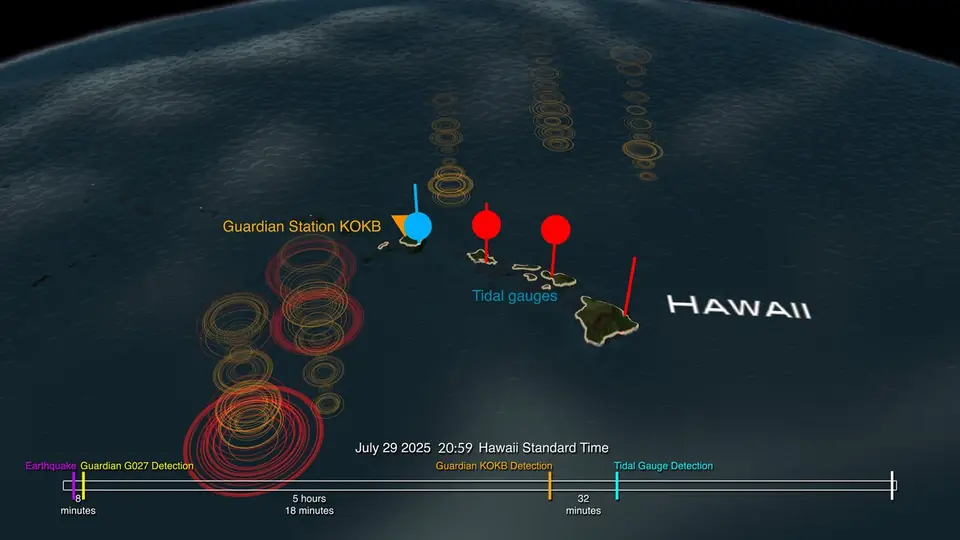 Guardian Station KOKB
Tidal gauges
HAWAII
July 29 2025 20:59 Hawaii Standard Time
Earthquake Guardian G027 Detection
Guardian KOKB Detection
Tidal Gauge Detection
8
minutes
5 hours
18 minutes
32
minutes